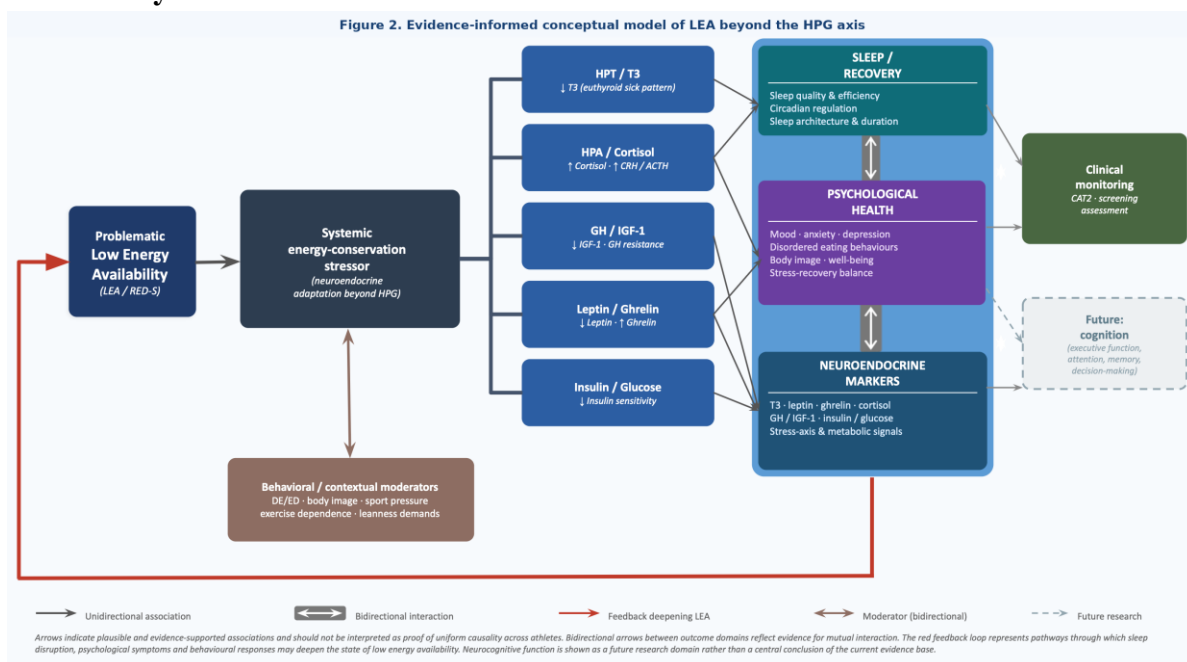 Figure 2. Evidence-informed conceptual model of LEA beyond the HPG axis
Problematic
Low Energy
Availability
(LEA / RED-S)
Systemic
energy-conservation
stressor
(neuroendocrine
adaptation beyond HPG)
Behavioral / contextual moderators
DE/ED · body image · sport pressure
exercise dependence · leanness demands
HPT / T3
↓ T3 (euthyroid sick pattern)
HPA / Cortisol
↑ Cortisol · ↑ CRH / ACTH
GH / IGF-1
↓ IGF-1 · GH resistance
Leptin / Ghrelin
↓ Leptin · ↑ Ghrelin
Insulin / Glucose
↓ Insulin sensitivity
SLEEP /
RECOVERY
Sleep quality & efficiency
Circadian regulation
Sleep architecture & duration
PSYCHOLOGICAL
HEALTH
Mood · anxiety · depression
Disordered eating behaviours
Body image · well-being
Stress-recovery balance
NEUROENDOCRINE
MARKERS
T3 · leptin · ghrelin · cortisol
GH / IGF-1 · insulin / glucose
Stress-axis & metabolic signals
Clinical
monitoring
CAT2 · screening
assessment
Future:
cognition
(executive function,
attention, memory,
decision-making)
Unidirectional association
Bidirectional interaction
Feedback deepening LEA
Moderator (bidirectional)
Future research
Arrows indicate plausible and evidence-supported associations and should not be interpreted as proof of uniform causality across athletes. Bidirectional arrows between outcome domains reflect evidence for mutual interaction. The red feedback loop represents pathways through which sleep
disruption, psychological symptoms and behavioural responses may deepen the state of low energy availability. Neurocognitive function is shown as a future research domain rather than a central conclusion of the current evidence base.